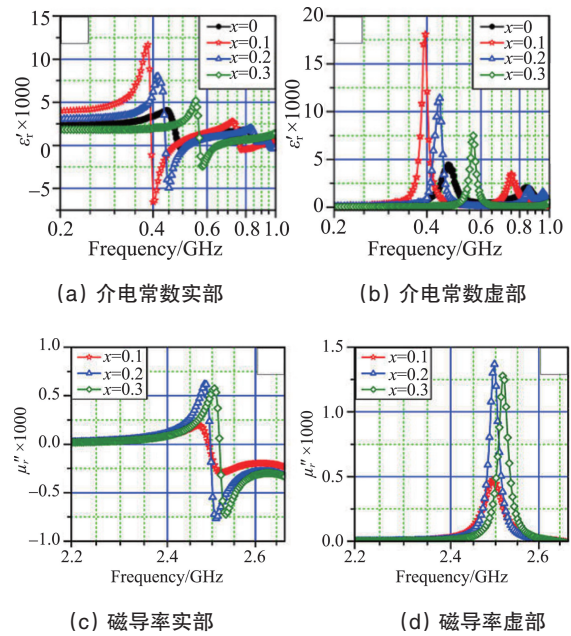 15
10
5
0
−5
ε′r ×1000
x=0
x=0.1
x=0.2
x=0.3
0.2 0.4 0.6 0.8 1.0
Frequency/GHz
(a) 介电常数实部
20
15
10
5
0
ε′r ×1000
x=0
x=0.1
x=0.2
x=0.3
0.2 0.4 0.6 0.8 1.0
Frequency/GHz
(b) 介电常数虚部
1.0
0.5
0.0
−0.5
−1.0
μr″ ×1000
x=0.1
x=0.2
x=0.3
2.2 2.4 2.6
Frequency/GHz
(c) 磁导率实部
1.5
1.0
0.5
0
μr″ ×1000
x=0.1
x=0.2
x=0.3
2.2 2.4 2.6
Frequency/GHz
(d) 磁导率虚部